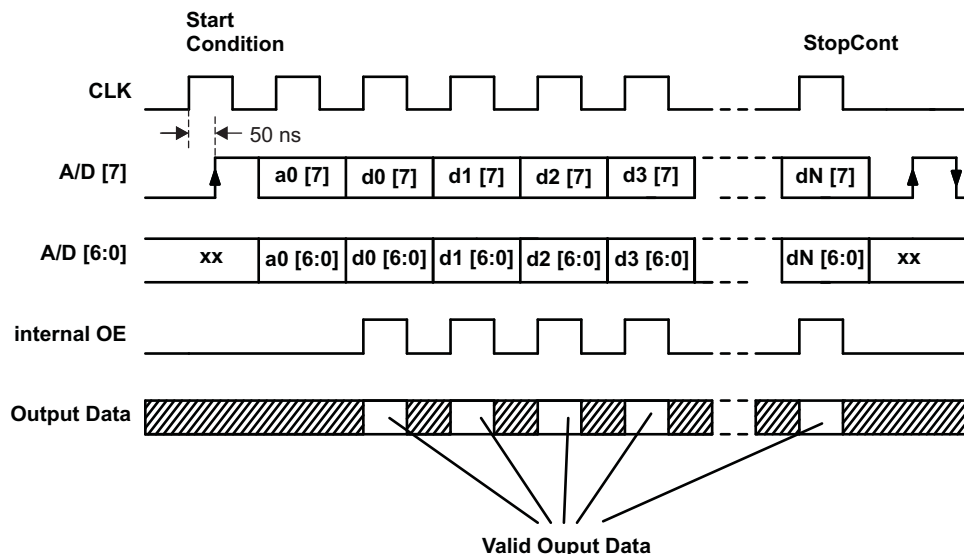 Start
Condition
StopCont
CLK
50 ns
A/D [7]
a0 [7] d0 [7] d1 [7] d2 [7] d3 [7] dN [7]
A/D [6:0]
xx a0 [6:0] d0 [6:0] d1 [6:0] d2 [6:0] d3 [6:0] dN [6:0] xx
internal OE
Output Data
Valid Ouput Data